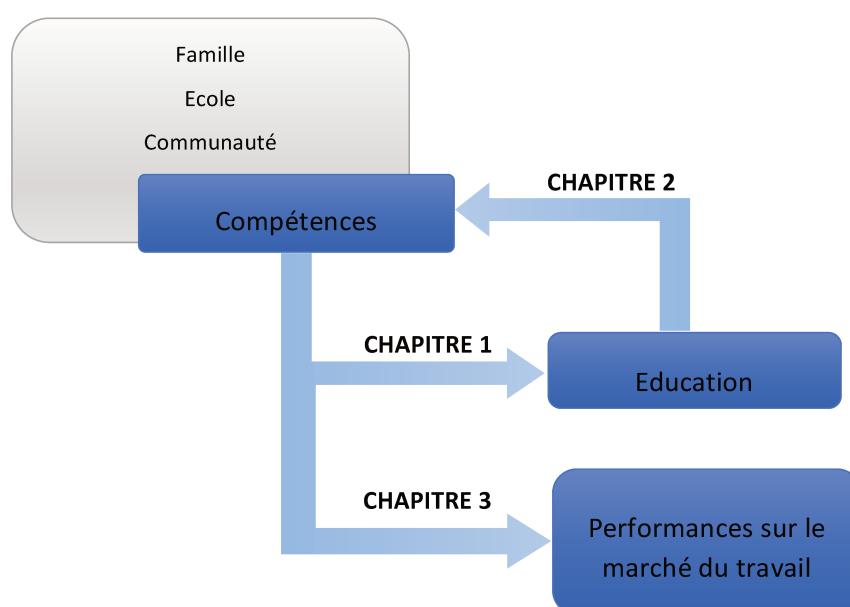 Famille
Ecole
Communauté
CHAPITRE 2
Compétences
CHAPITRE 1
Education
CHAPITRE 3
Performances sur le
marché du travail